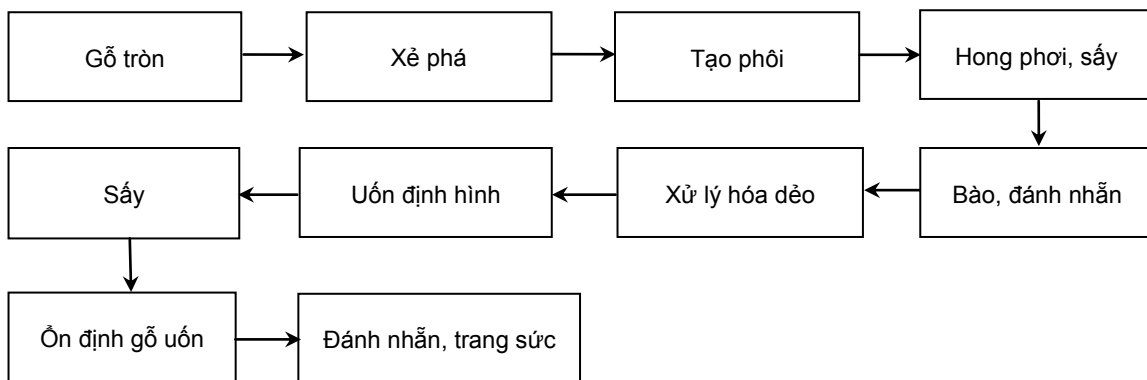 Gỗ tròn
Xẻ phá
Tạo phôi
Hong phơi, sấy
Bào, đánh nhẵn
Xử lý hóa dẻo
Uốn định hình
Sấy
Ổn định gỗ uốn
Đánh nhẵn, trang sức